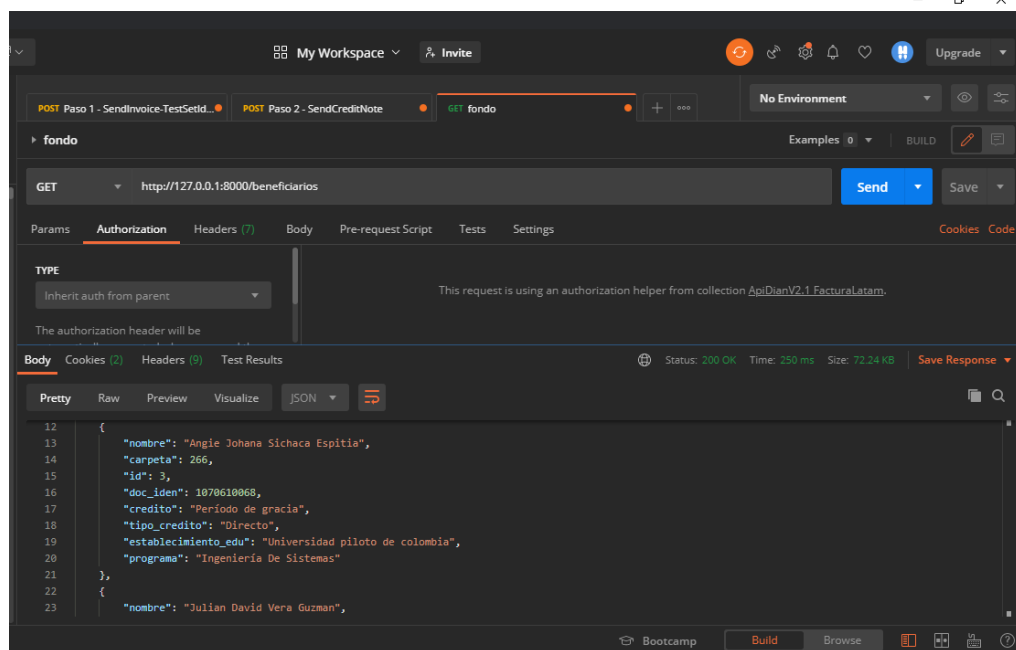 My Workspace
Invite
Upgrade
POST Paso 1 - SendInvoice-TestSetId...
POST Paso 2 - SendCreditNote
GET fondo
No Environment
fondo
Examples 0
BUILD
GET
http://127.0.0.1:8000/beneficiarios
Send
Save
Params
Authorization
Headers (7)
Body
Pre-request Script
Tests
Settings
Cookies
Code
TYPE
Inherit auth from parent
This request is using an authorization helper from collection ApiDianV2.1 FacturaLatam.
The authorization header will be
Body
Cookies (2)
Headers (9)
Test Results
Status: 200 OK
Time: 250 ms
Size: 72.24 KB
Save Response
Pretty
Raw
Preview
Visualize
JSON
12 {
13 "nombre": "Angie Johana Sichaca Espitia",
14 "carpeta": 266,
15 "id": 3,
16 "doc_iden": 1070610068,
17 "credito": "Período de gracia",
18 "tipo_credito": "Directo",
19 "establecimiento_edu": "Universidad piloto de colombia",
20 "programa": "Ingeniería De Sistemas"
21 },
22 {
23 "nombre": "Julian David Vera Guzman",
Bootcamp
Build
Browse